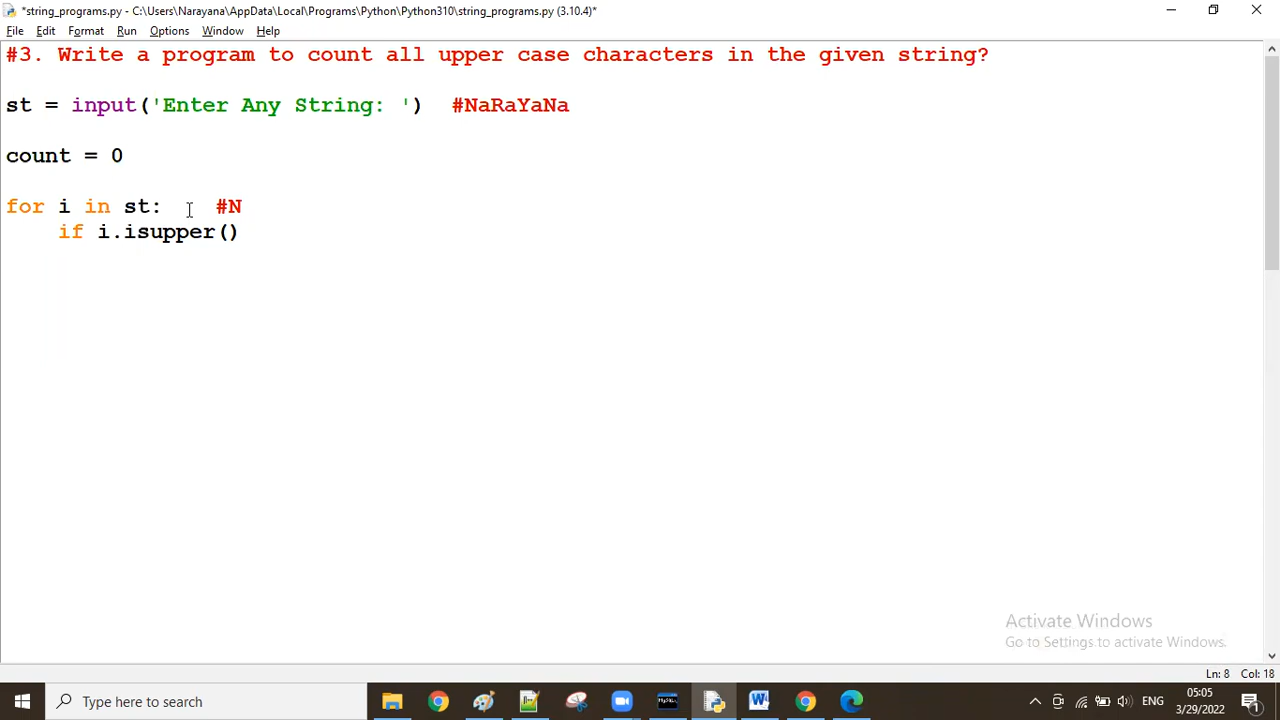 *string_programs.py - C:\Users\Narayana\AppData\Local\Programs\Python\Python310\string_programs.py (3.10.4)*
File Edit Format Run Options Window Help
#3. Write a program to count all upper case characters in the given string?
st = input('Enter Any String: ') #NaRaYaNa
count = 0
for i in st: #N
if i.isupper()
Activate Windows
Go to Settings to activate Windows.
Ln: 8 Col: 18
Type here to search
MySQL
W
ENG
05:05
3/29/2022
1